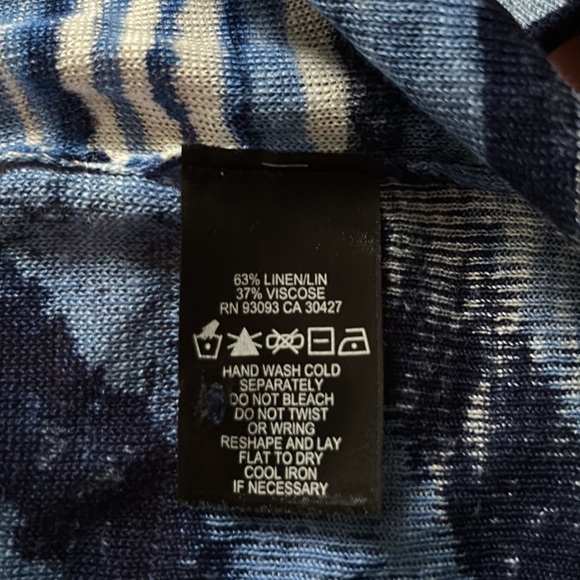 63% LINEN/LIN
37% VISCOSE
RN 93093 CA 30427
HAND WASH COLD
SEPARATELY
DO NOT BLEACH
DO NOT TWIST
OR WRING
RESHAPE AND LAY
FLAT TO DRY
COOL IRON
IF NECESSARY